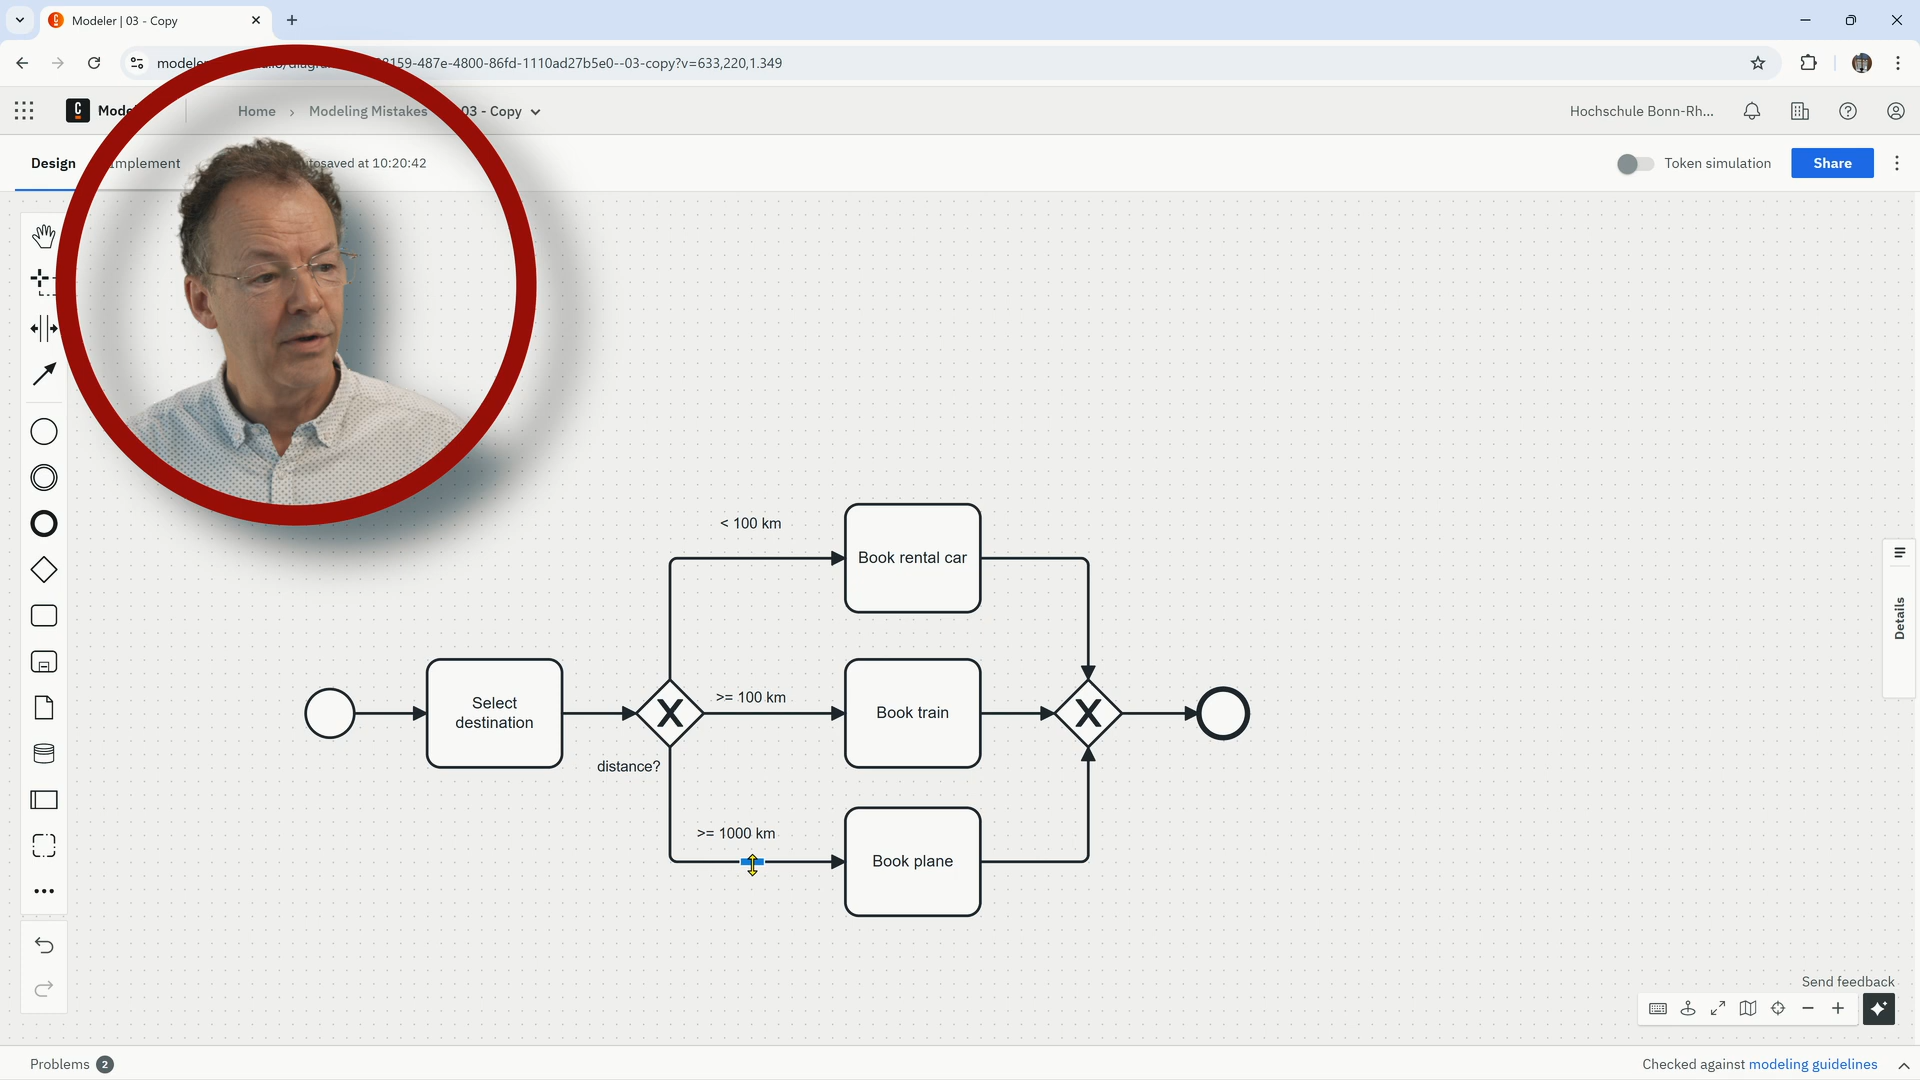 Modeler | 03 - Copy
8159-487e-4800-86fd-1110ad27b5e0--03-copy?v=633,220,1.349
Home
Modeling Mistakes
03 - Copy
Hochschule Bonn-Rh...
Design
Implement
Autosaved at 10:20:42
Token simulation
Share
< 100 km
Book rental car
Select
destination
>= 100 km
Book train
distance?
>= 1000 km
Book plane
Details
Send feedback
Problems 2
Checked against modeling guidelines